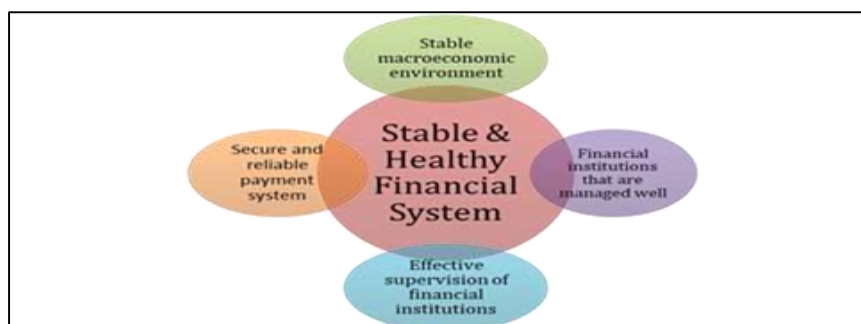 Stable
macroeconomic
environment
Secure and
reliable
payment
system
Stable &
Healthy
Financial
System
Financial
institutions
that are
managed well
Effective
supervision of
financial
institutions